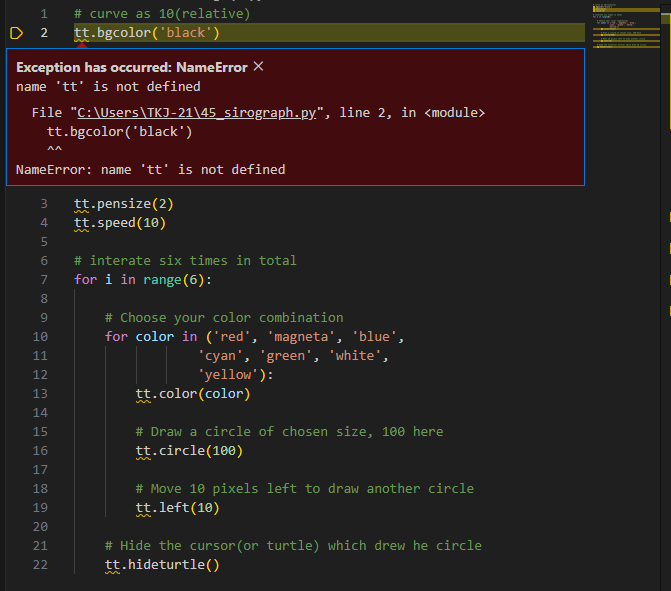 1 # curve as 10(relative)
2 tt.bgcolor('black')
Exception has occurred: NameError ×
name 'tt' is not defined
File "C:\Users\TKJ-21\45_sirograph.py", line 2, in <module>
tt.bgcolor('black')
^^
NameError: name 'tt' is not defined
3 tt.pensize(2)
4 tt.speed(10)
5
6 # interate six times in total
7 for i in range(6):
8
9 # Choose your color combination
10 for color in ('red', 'magneta', 'blue',
11 'cyan', 'green', 'white',
12 'yellow'):
13 tt.color(color)
14
15 # Draw a circle of chosen size, 100 here
16 tt.circle(100)
17
18 # Move 10 pixels left to draw another circle
19 tt.left(10)
20
21 # Hide the cursor(or turtle) which drew he circle
22 tt.hideturtle()